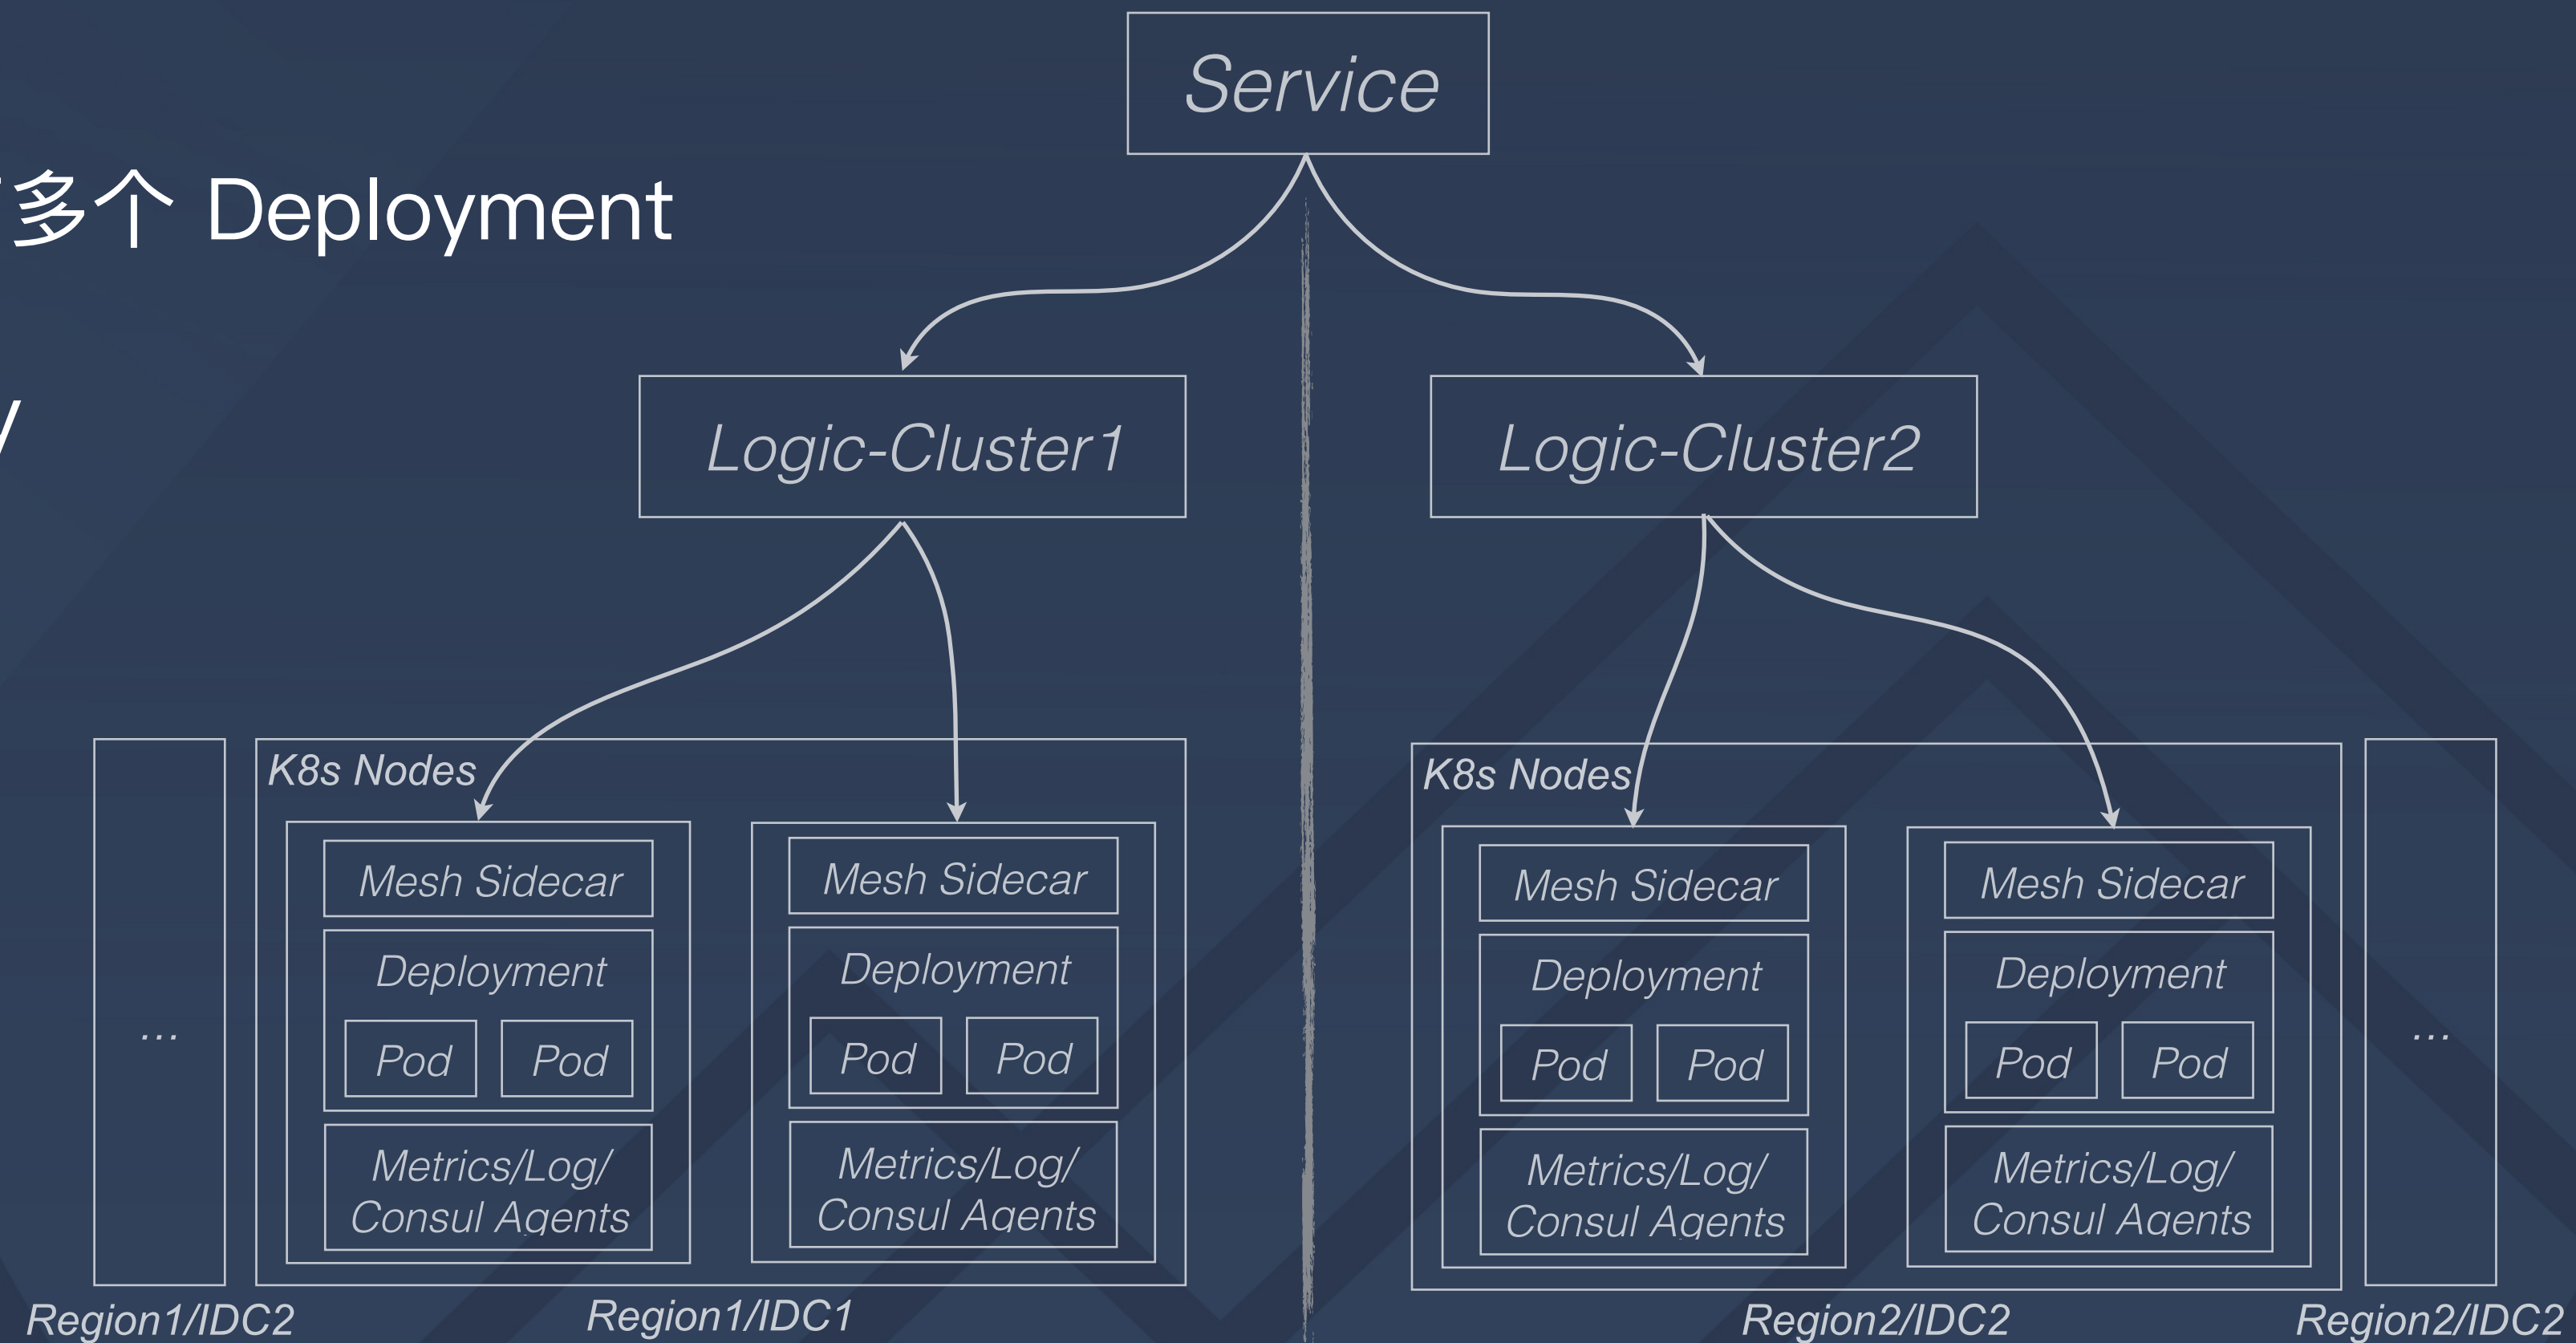 Service
多个 Deployment
y
Logic-Cluster1
Logic-Cluster2
K8s Nodes
Mesh Sidecar
Deployment
Pod Pod
Metrics/Log/
Consul Agents
Mesh Sidecar
Deployment
Pod Pod
Metrics/Log/
Consul Agents
K8s Nodes
Mesh Sidecar
Deployment
Pod Pod
Metrics/Log/
Consul Agents
Mesh Sidecar
Deployment
Pod Pod
Metrics/Log/
Consul Agents
...
...
Region1/IDC2
Region1/IDC1
Region2/IDC2
Region2/IDC2